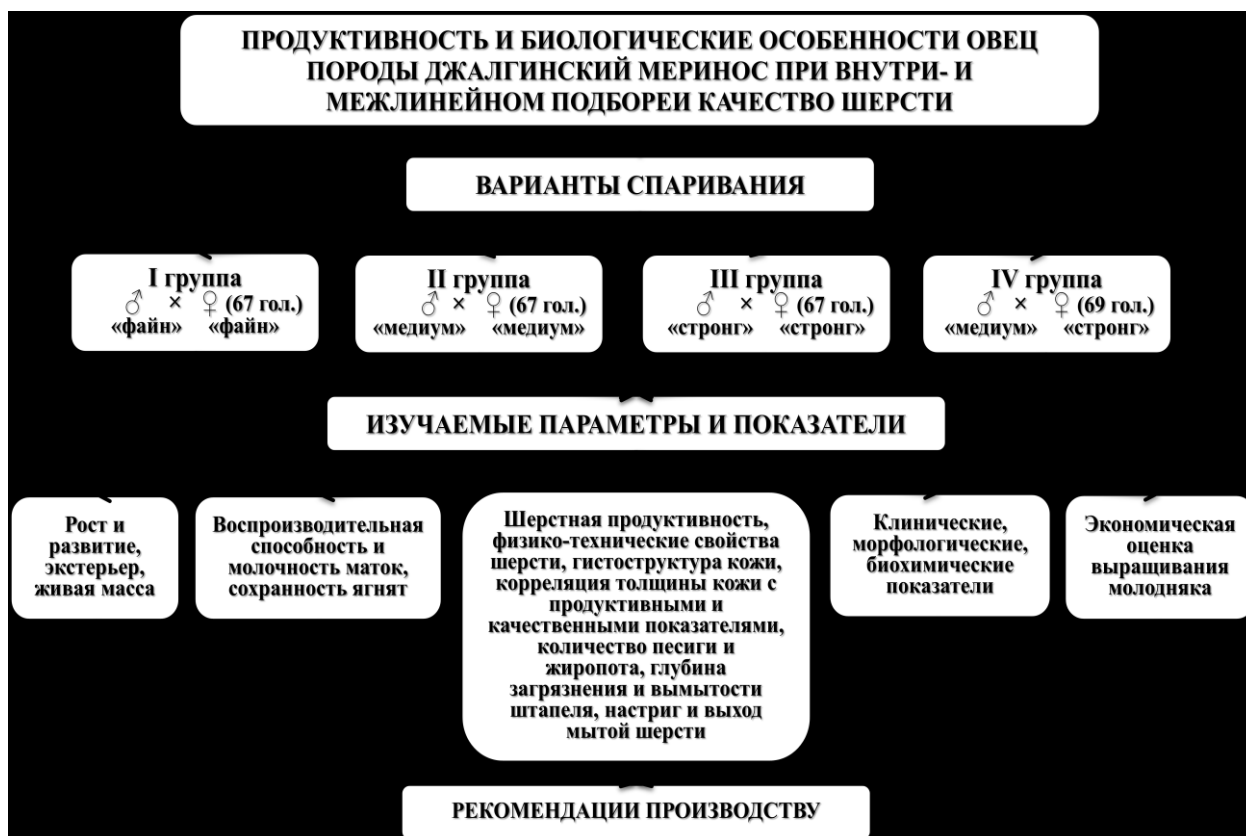 ПРОДУКТИВНОСТЬ И БИОЛОГИЧЕСКИЕ ОСОБЕННОСТИ ОВЕЦ
ПОРОДЫ ДЖАЛГИНСКИЙ МЕРИНОС ПРИ ВНУТРИ- И
МЕЖЛИНЕЙНОМ ПОДБОРЕИ КАЧЕСТВО ШЕРСТИ
ВАРИАНТЫ СПАРИВАНИЯ
I группа
♂ × ♀ (67 гол.)
«файн» «файн»
II группа
♂ × ♀ (67 гол.)
«медиум» «медиум»
III группа
♂ × ♀ (67 гол.)
«стронг» «стронг»
IV группа
♂ × ♀ (69 гол.)
«медиум» «стронг»
ИЗУЧАЕМЫЕ ПАРАМЕТРЫ И ПОКАЗАТЕЛИ
Рост и
развитие,
экстерьер,
живая масса
Воспроизводительная
способность и
молочность маток,
сохранность ягнят
Шерстная продуктивность,
физико-технические свойства
шерсти, гистоструктура кожи,
корреляция толщины кожи с
продуктивными и
качественными показателями,
количество песиги и
жиропота, глубина
загрязнения и вымытости
штапеля, настриг и выход
мытой шерсти
Клинические,
морфологические,
биохимические
показатели
Экономическая
оценка
выращивания
молодняка
РЕКОМЕНДАЦИИ ПРОИЗВОДСТВУ